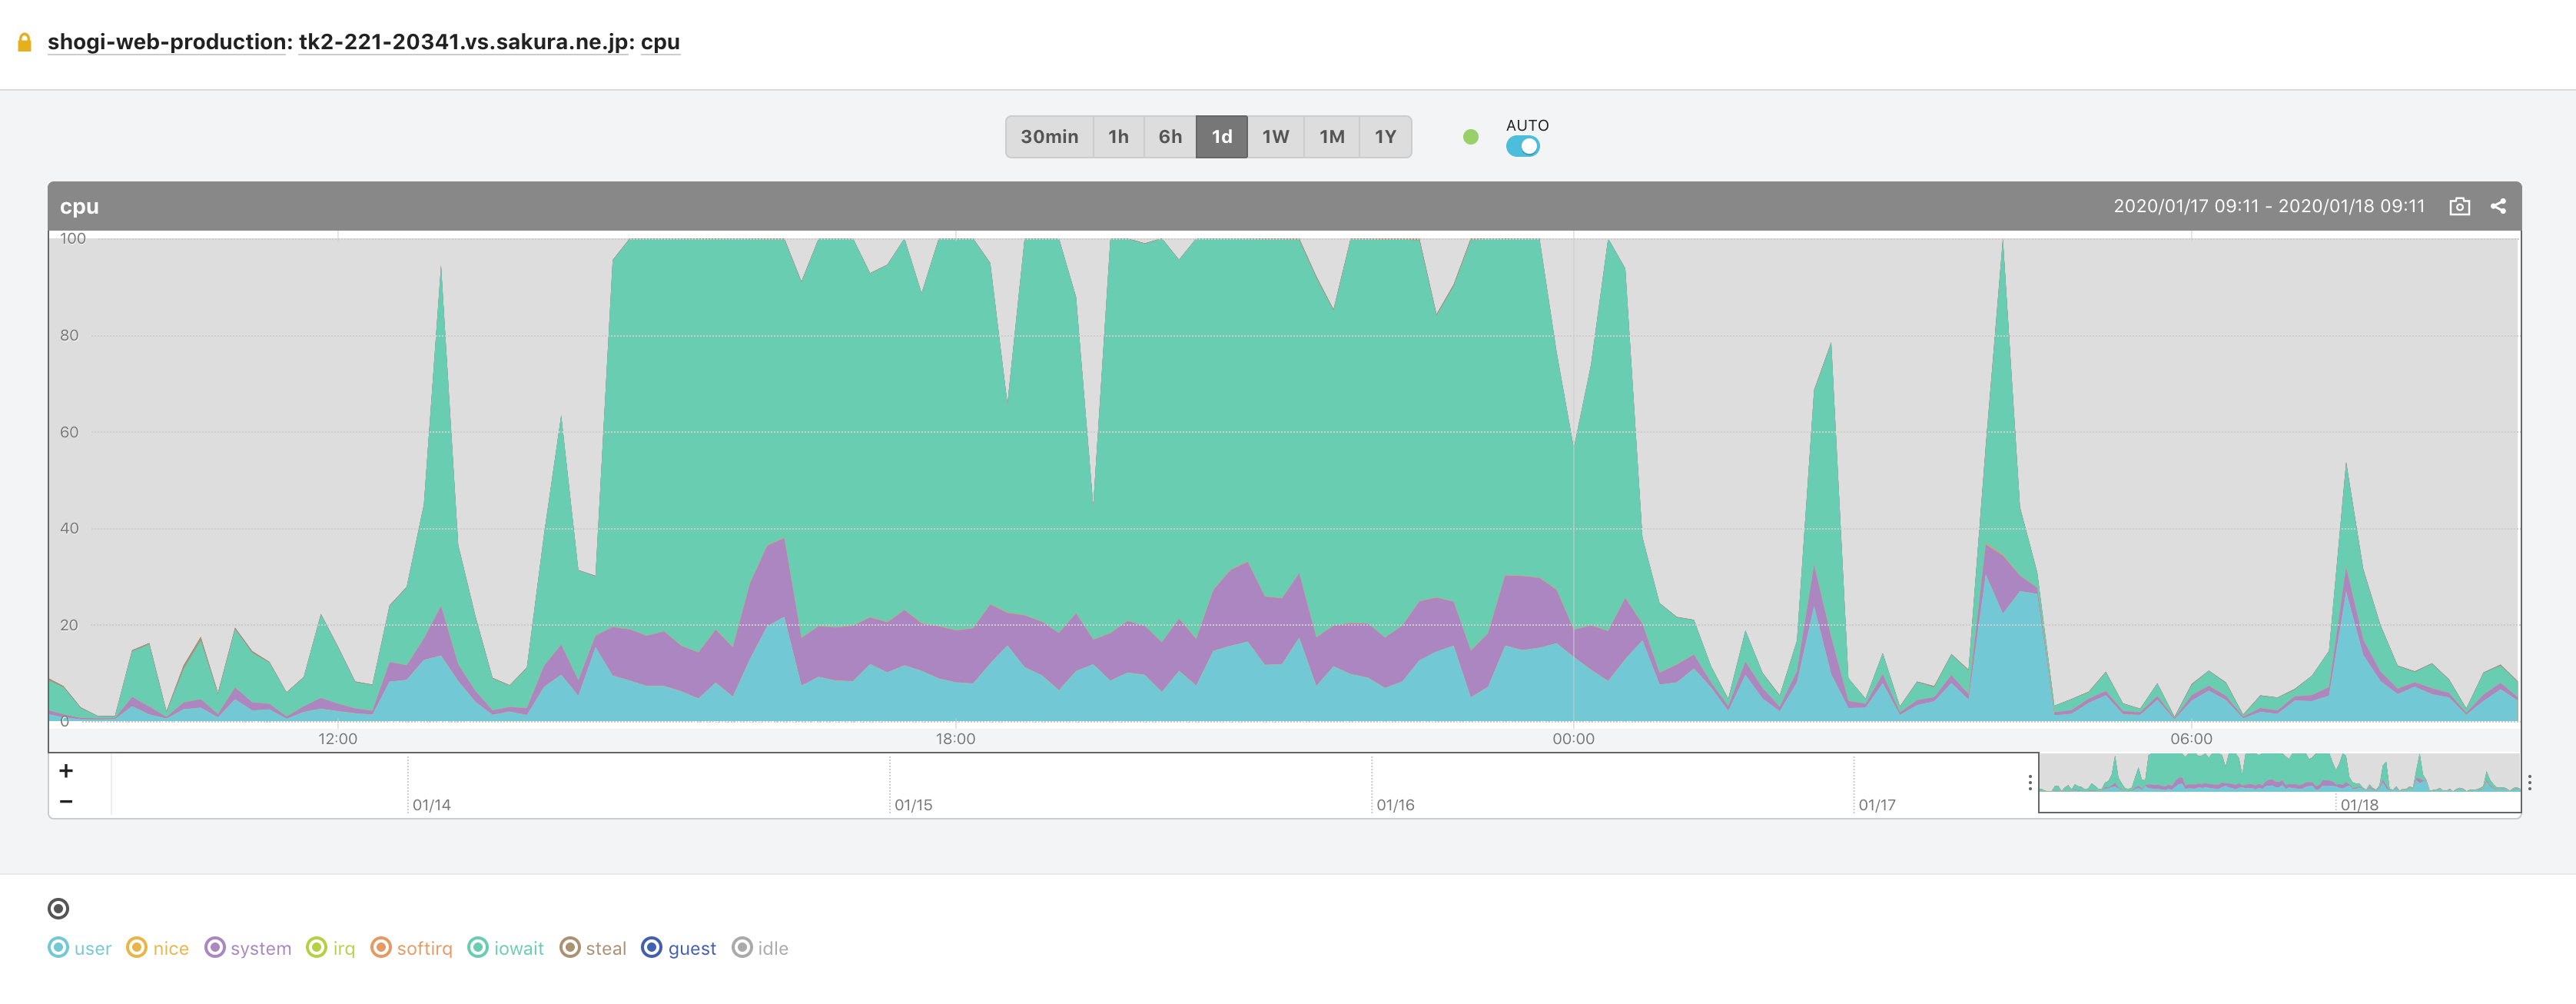 shogi-web-production: tk2-221-20341.vs.sakura.ne.jp: cpu
30min 1h 6h 1d 1W 1M 1Y AUTO
cpu 2020/01/17 09:11 - 2020/01/18 09:11
100
80
60
40
20
0
12:00 18:00 00:00 06:00
+
−
01/14 01/15 01/16 01/17 01/18
user nice system irq softirq iowait steal guest idle